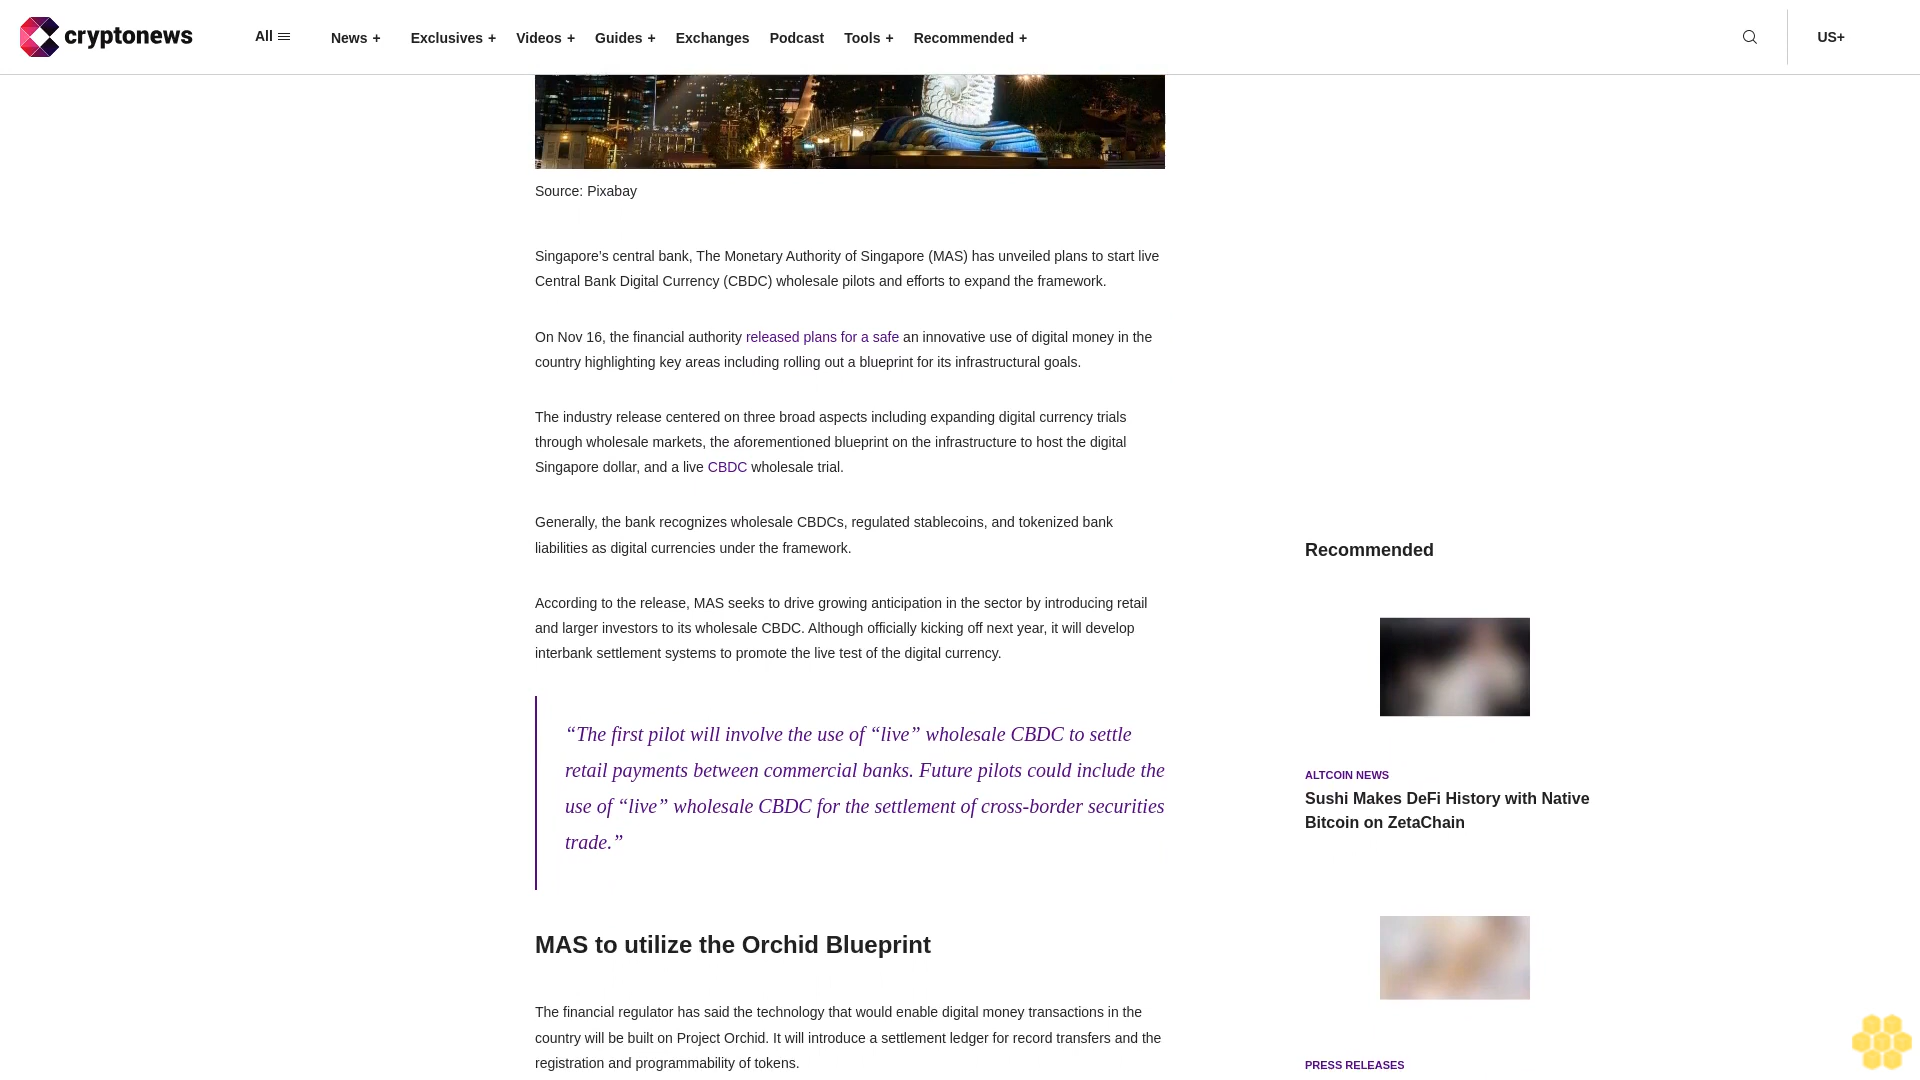 cryptonews
All
News +
Exclusives +
Videos +
Guides +
Exchanges
Podcast
Tools +
Recommended +
US+
Source: Pixabay
Singapore’s central bank, The Monetary Authority of Singapore (MAS) has unveiled plans to start live
Central Bank Digital Currency (CBDC) wholesale pilots and efforts to expand the framework.
On Nov 16, the financial authority released plans for a safe an innovative use of digital money in the
country highlighting key areas including rolling out a blueprint for its infrastructural goals.
The industry release centered on three broad aspects including expanding digital currency trials
through wholesale markets, the aforementioned blueprint on the infrastructure to host the digital
Singapore dollar, and a live CBDC wholesale trial.
Generally, the bank recognizes wholesale CBDCs, regulated stablecoins, and tokenized bank
liabilities as digital currencies under the framework.
According to the release, MAS seeks to drive growing anticipation in the sector by introducing retail
and larger investors to its wholesale CBDC. Although officially kicking off next year, it will develop
interbank settlement systems to promote the live test of the digital currency.
“The first pilot will involve the use of “live” wholesale CBDC to settle
retail payments between commercial banks. Future pilots could include the
use of “live” wholesale CBDC for the settlement of cross-border securities
trade.”
MAS to utilize the Orchid Blueprint
The financial regulator has said the technology that would enable digital money transactions in the
country will be built on Project Orchid. It will introduce a settlement ledger for record transfers and the
registration and programmability of tokens.
Recommended
ALTCOIN NEWS
Sushi Makes DeFi History with Native
Bitcoin on ZetaChain
PRESS RELEASES